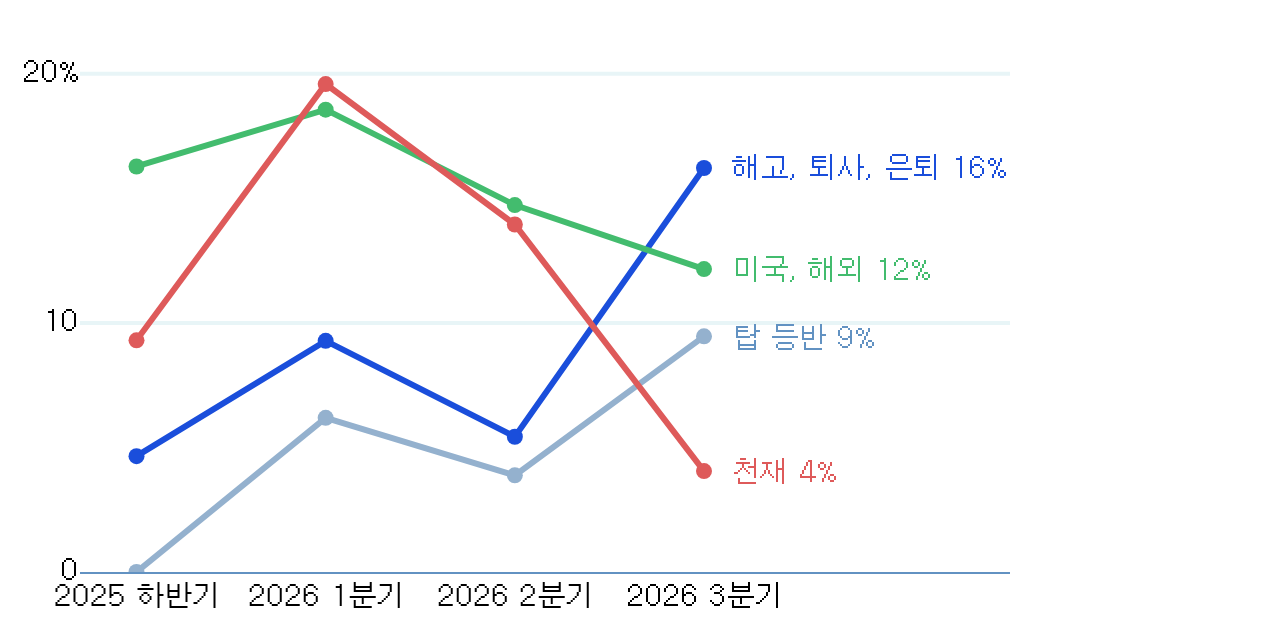 20%
해고, 퇴사, 은퇴 16%
미국, 해외 12%
10
탑 등반 9%
천재 4%
0
2025 하반기
2026 1분기
2026 2분기
2026 3분기